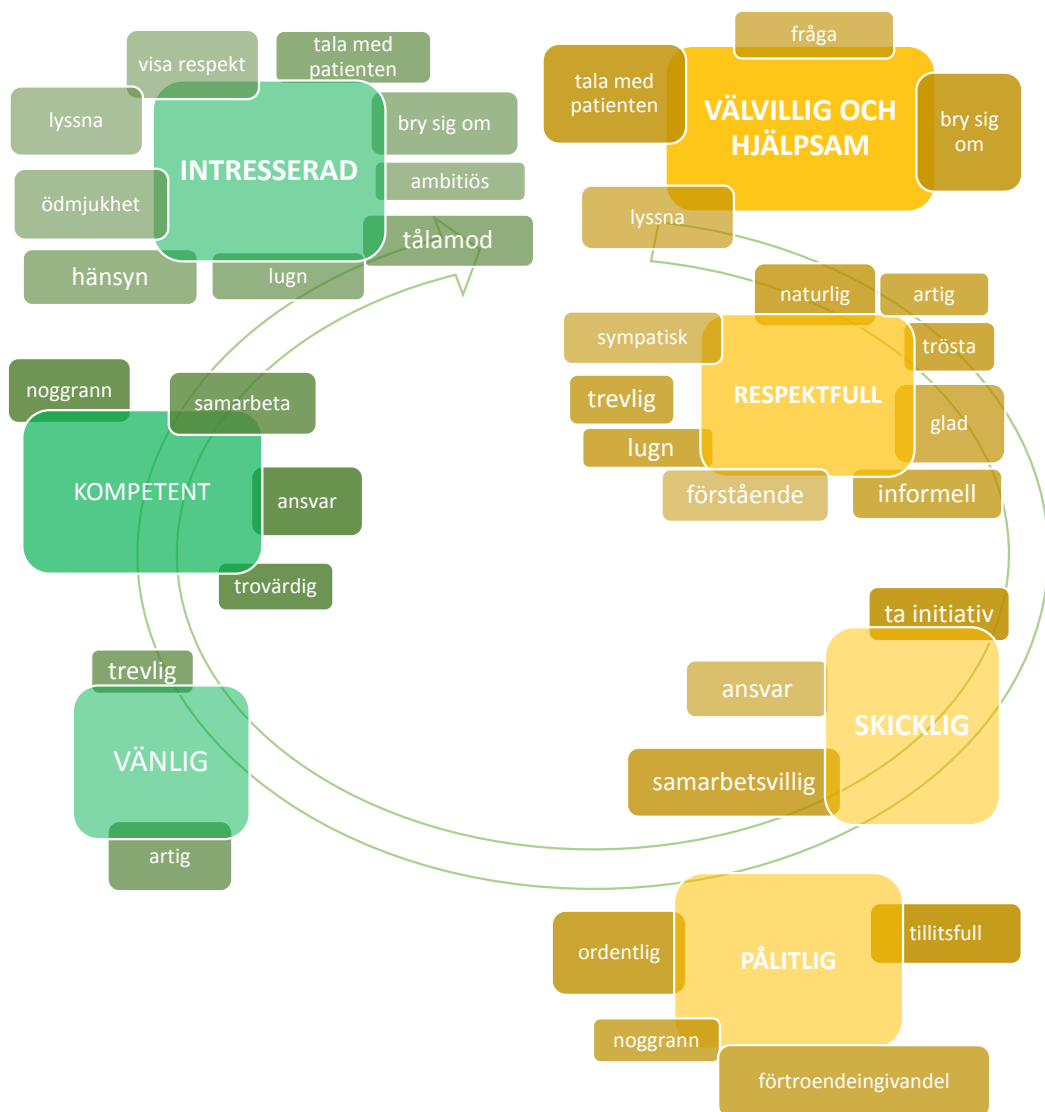 visa respekt
tala med
patienten
lyssna
bry sig om
INTRESSERAD
ambitiös
ödmjukhet
tålamod
hänsyn
lugn
noggrann
samarbeta
KOMPETENT
ansvar
trovärdig
trevlig
VÄNLIG
artig
fråga
tala med
patienten
VÄLVILLIG OCH
HJÄLPSAM
bry sig
om
lyssna
naturlig
artig
sympatisk
trösta
trevlig
RESPEKTFULL
glad
lugn
förstående
informell
ta initiativ
ansvar
SKICKLIG
samarbetsvillig
ordentlig
tillitsfull
PÅLITLIG
noggrann
förtroendeingivandel